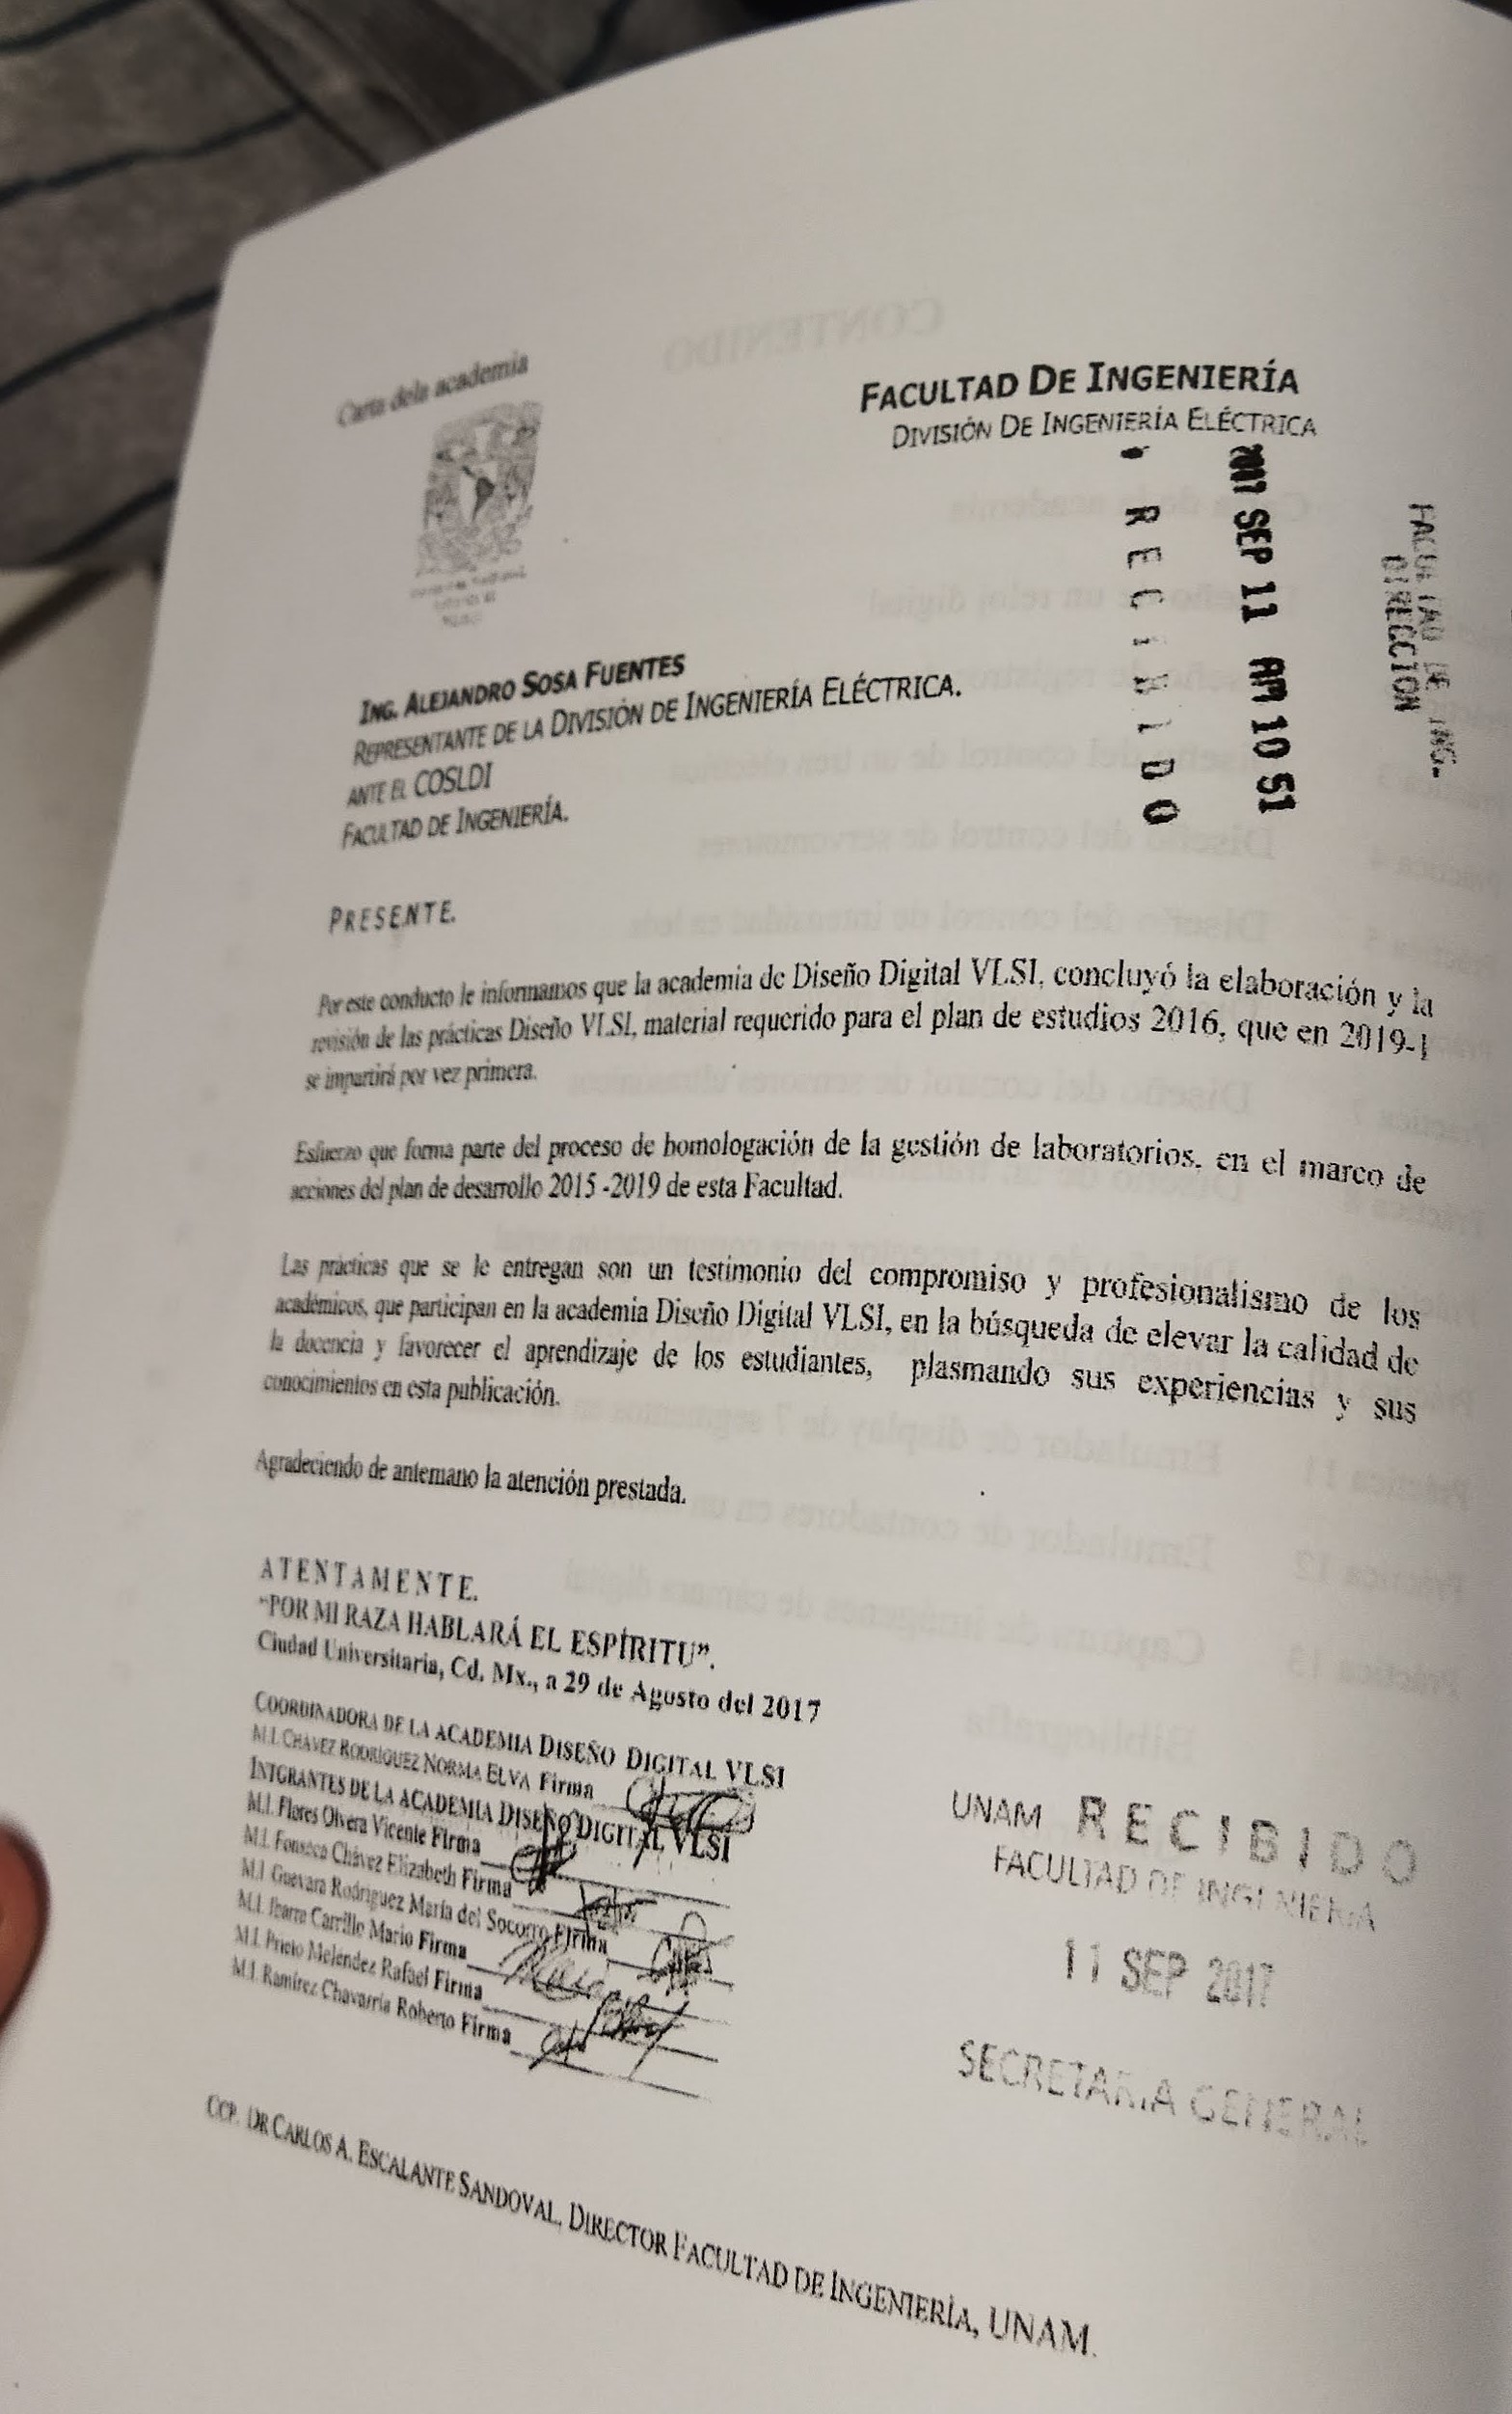 Carta dela academia
FACULTAD DE INGENIERÍA
DIVISIÓN DE INGENIERÍA ELÉCTRICA
RECIBIDO
2017 SEP 11 AM 10 51
FACULTAD DE ING.
DIRECCION
ING. ALEJANDRO SOSA FUENTES
REPRESENTANTE DE LA DIVISIÓN DE INGENIERÍA ELÉCTRICA.
ANTE EL COSLDI
FACULTAD DE INGENIERÍA.
PRESENTE.
Por este conducto le informamos que la academia de Diseño Digital VLSI, concluyó la elaboración y la
revisión de las prácticas Diseño VLSI, material requerido para el plan de estudios 2016, que en 2019-1
se impartirá por vez primera.
Esfuerzo que forma parte del proceso de homologación de la gestión de laboratorios, en el marco de
acciones del plan de desarrollo 2015 -2019 de esta Facultad.
Las prácticas que se le entregan son un testimonio del compromiso y profesionalismo de los
académicos, que participan en la academia Diseño Digital VLSI, en la búsqueda de elevar la calidad de
la docencia y favorecer el aprendizaje de los estudiantes, plasmando sus experiencias y sus
conocimientos en esta publicación.
Agradeciendo de antemano la atención prestada.
ATENTAMENTE.
"POR MI RAZA HABLARÁ EL ESPÍRITU".
Ciudad Universitaria, Cd. Mx., a 29 de Agosto del 2017
COORDINADORA DE LA ACADEMIA DISEÑO DIGITAL VLSI
M.I. CHÁVEZ RODRÍGUEZ NORMA ELVA Firma
INTGRANTES DE LA ACADEMIA DISEÑO DIGITAL VLSI
M.I. Flores Olvera Vicente Firma
M.I. Fonseca Chávez Elizabeth Firma
M.I Guevara Rodríguez María del Socorro Firma
M.I. Ibarra Carrillo Mario Firma
M.I. Prieto Meléndez Rafael Firma
M.I. Ramírez Chavarría Roberto Firma
UNAM RECIBIDO
FACULTAD DE INGENIERIA
11 SEP 2017
SECRETARIA GENERAL
CCP. DR CARLOS A. ESCALANTE SANDOVAL, DIRECTOR FACULTAD DE INGENIERÍA, UNAM.